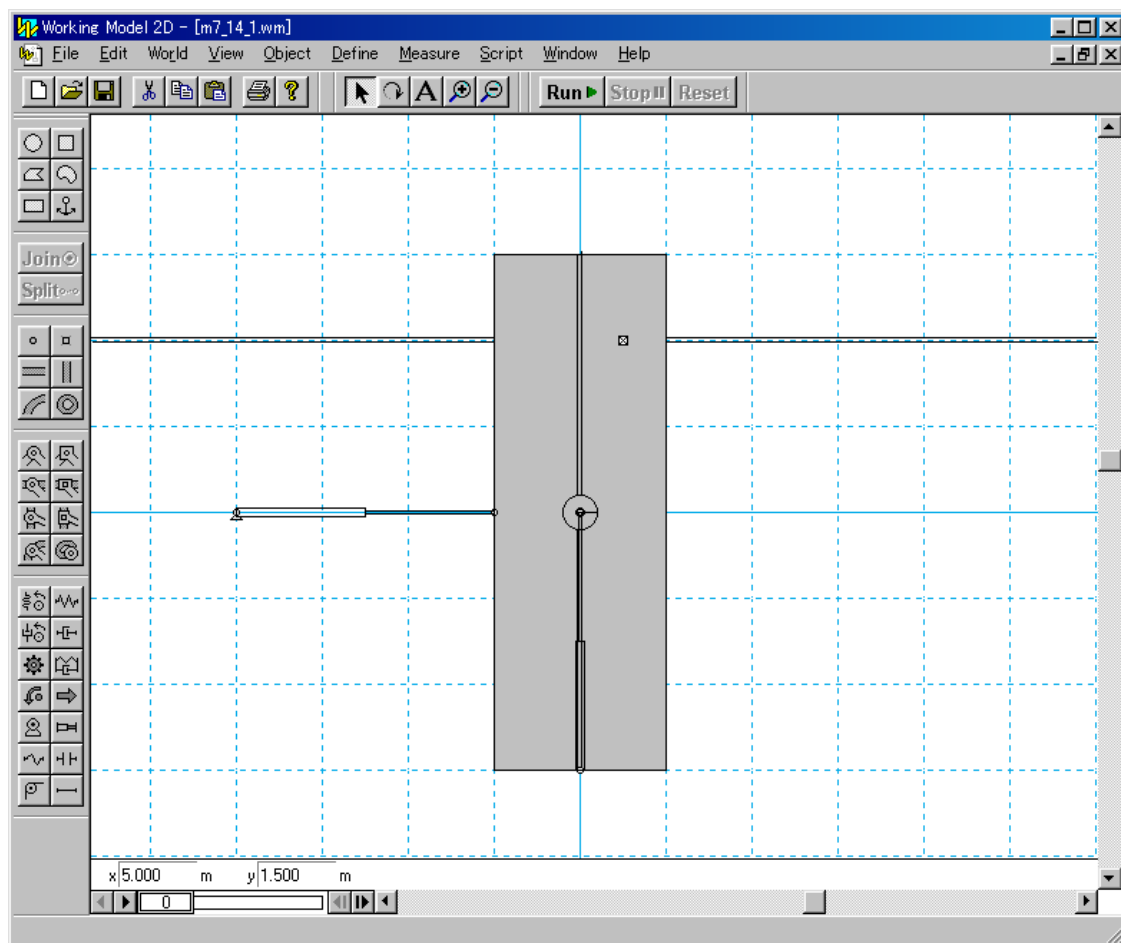 Working Model 2D - [m7_14_1.wm]
File Edit World View Object Define Measure Script Window Help
A Run Stop Reset
Join
Split
x 5.000 m y 1.500 m
0